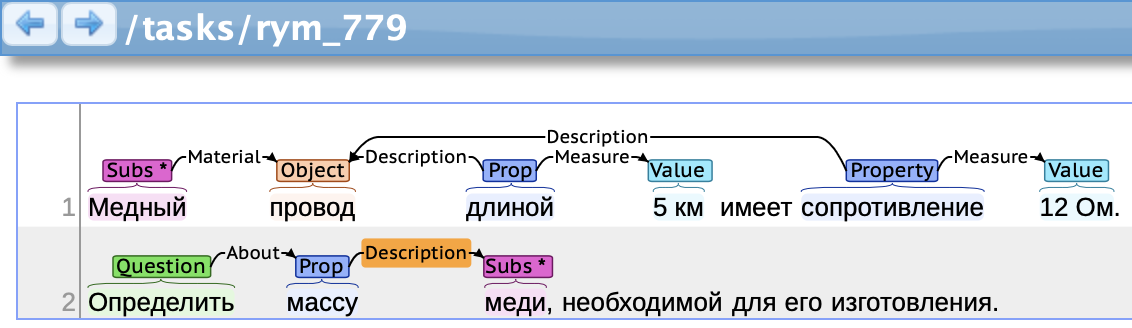 /tasks/rym_779
Description
Material Description Measure Measure
Subs * Object Prop Value Property Value
1 Медный провод длиной 5 км имеет сопротивление 12 Ом.
About Description
Question Prop Subs *
2 Определить массу меди, необходимой для его изготовления.